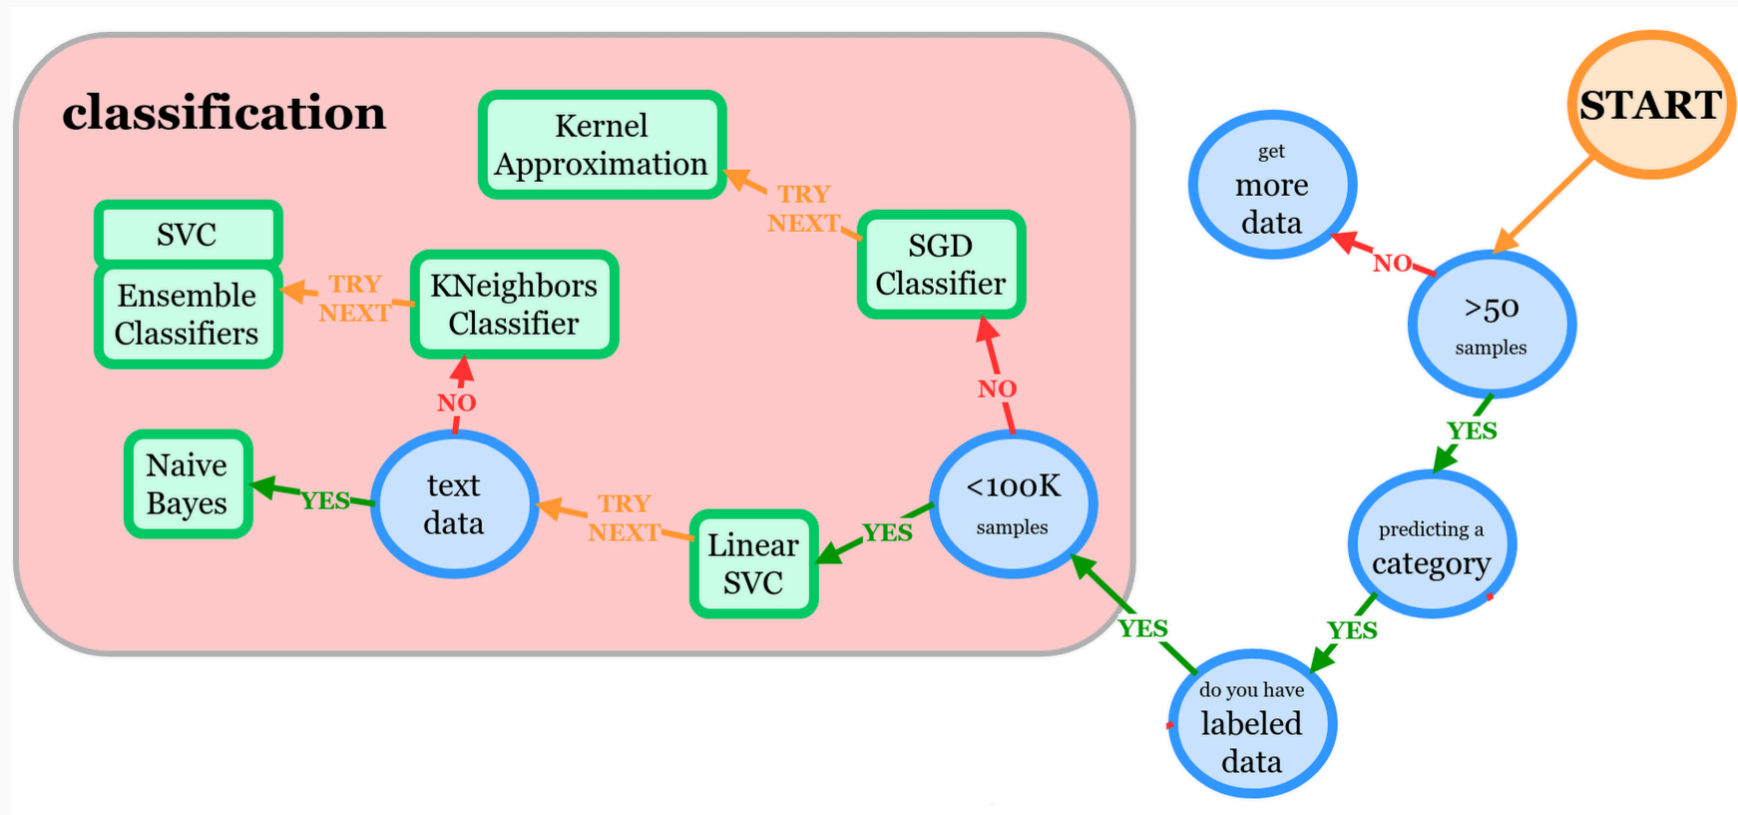 classification
Kernel
Approximation
START
get
more
data
TRY
NEXT
SVC
SGD
Classifier
NO
KNeighbors
Classifier
TRY
NEXT
Ensemble
Classifiers
>50
samples
NO
NO
YES
Naive
Bayes
YES
text
data
TRY
NEXT
Linear
SVC
YES
<100K
samples
predicting a
category
YES
YES
do you have
labeled
data